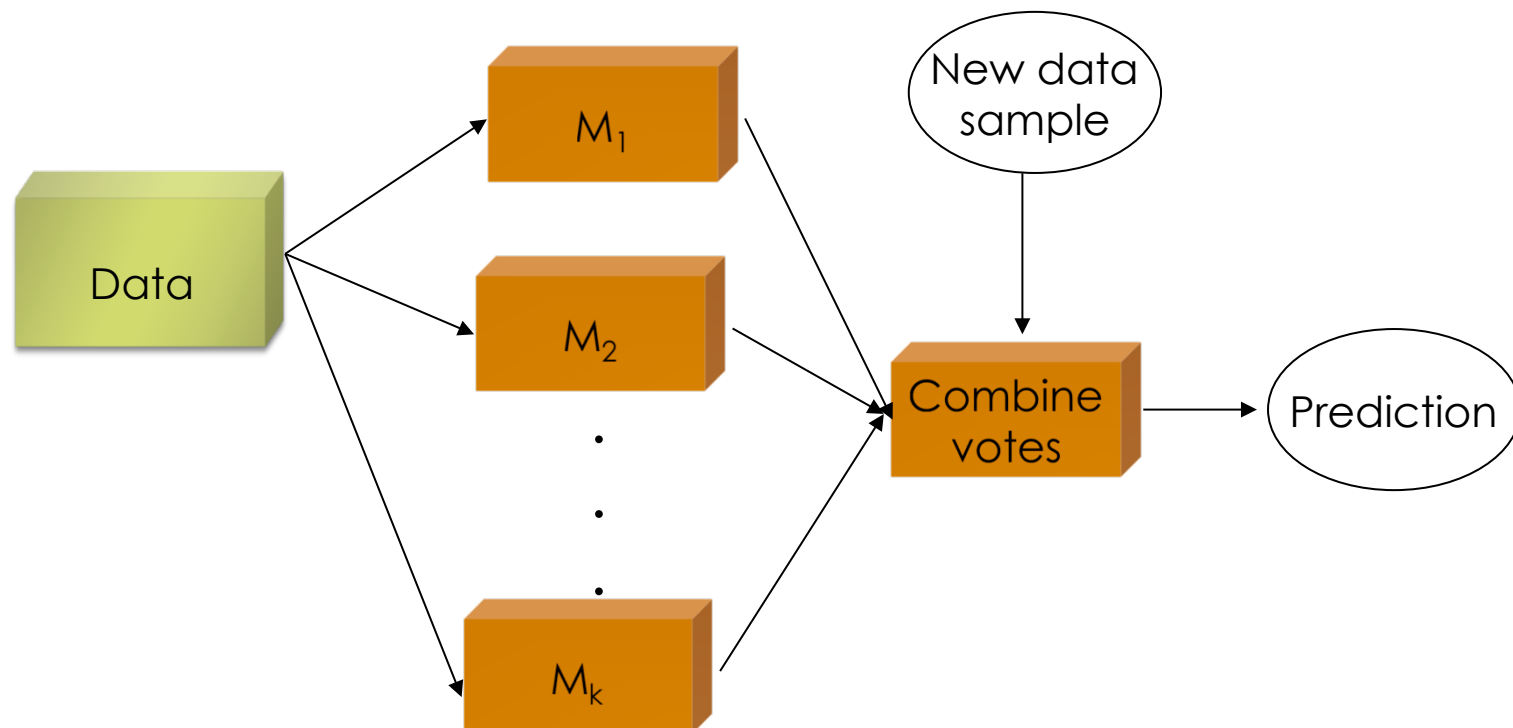 New data
sample
M₁
Data
M₂
Combine
votes
Prediction
.
.
.
Mₖ